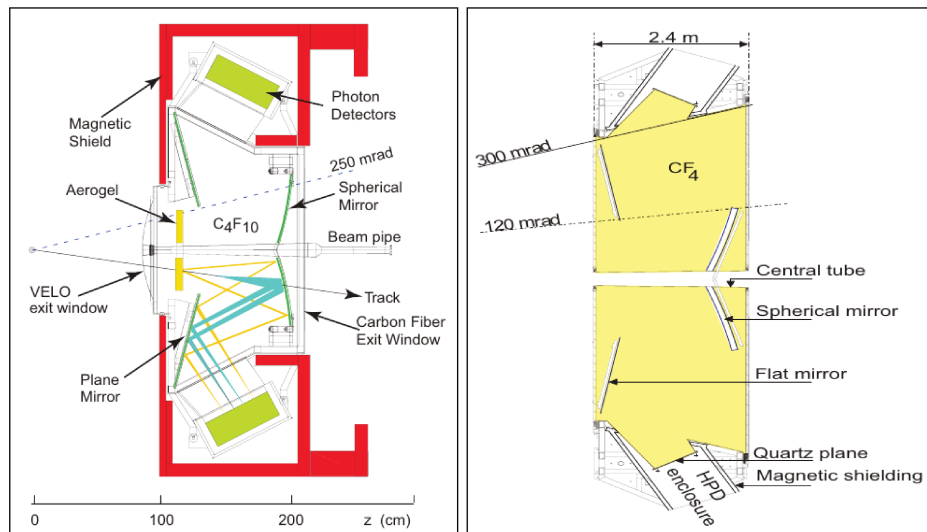 Magnetic
Shield
Aerogel
VELO
exit window
Plane
Mirror
C4F10
Photon
Detectors
250 mrad
Spherical
Mirror
Beam pipe
Track
Carbon Fiber
Exit Window
0
100
200
z (cm)
2.4 m
300 mrad
CF4
120 mrad
Central tube
Spherical mirror
Flat mirror
Quartz plane
Magnetic shielding
HPD
enclosure